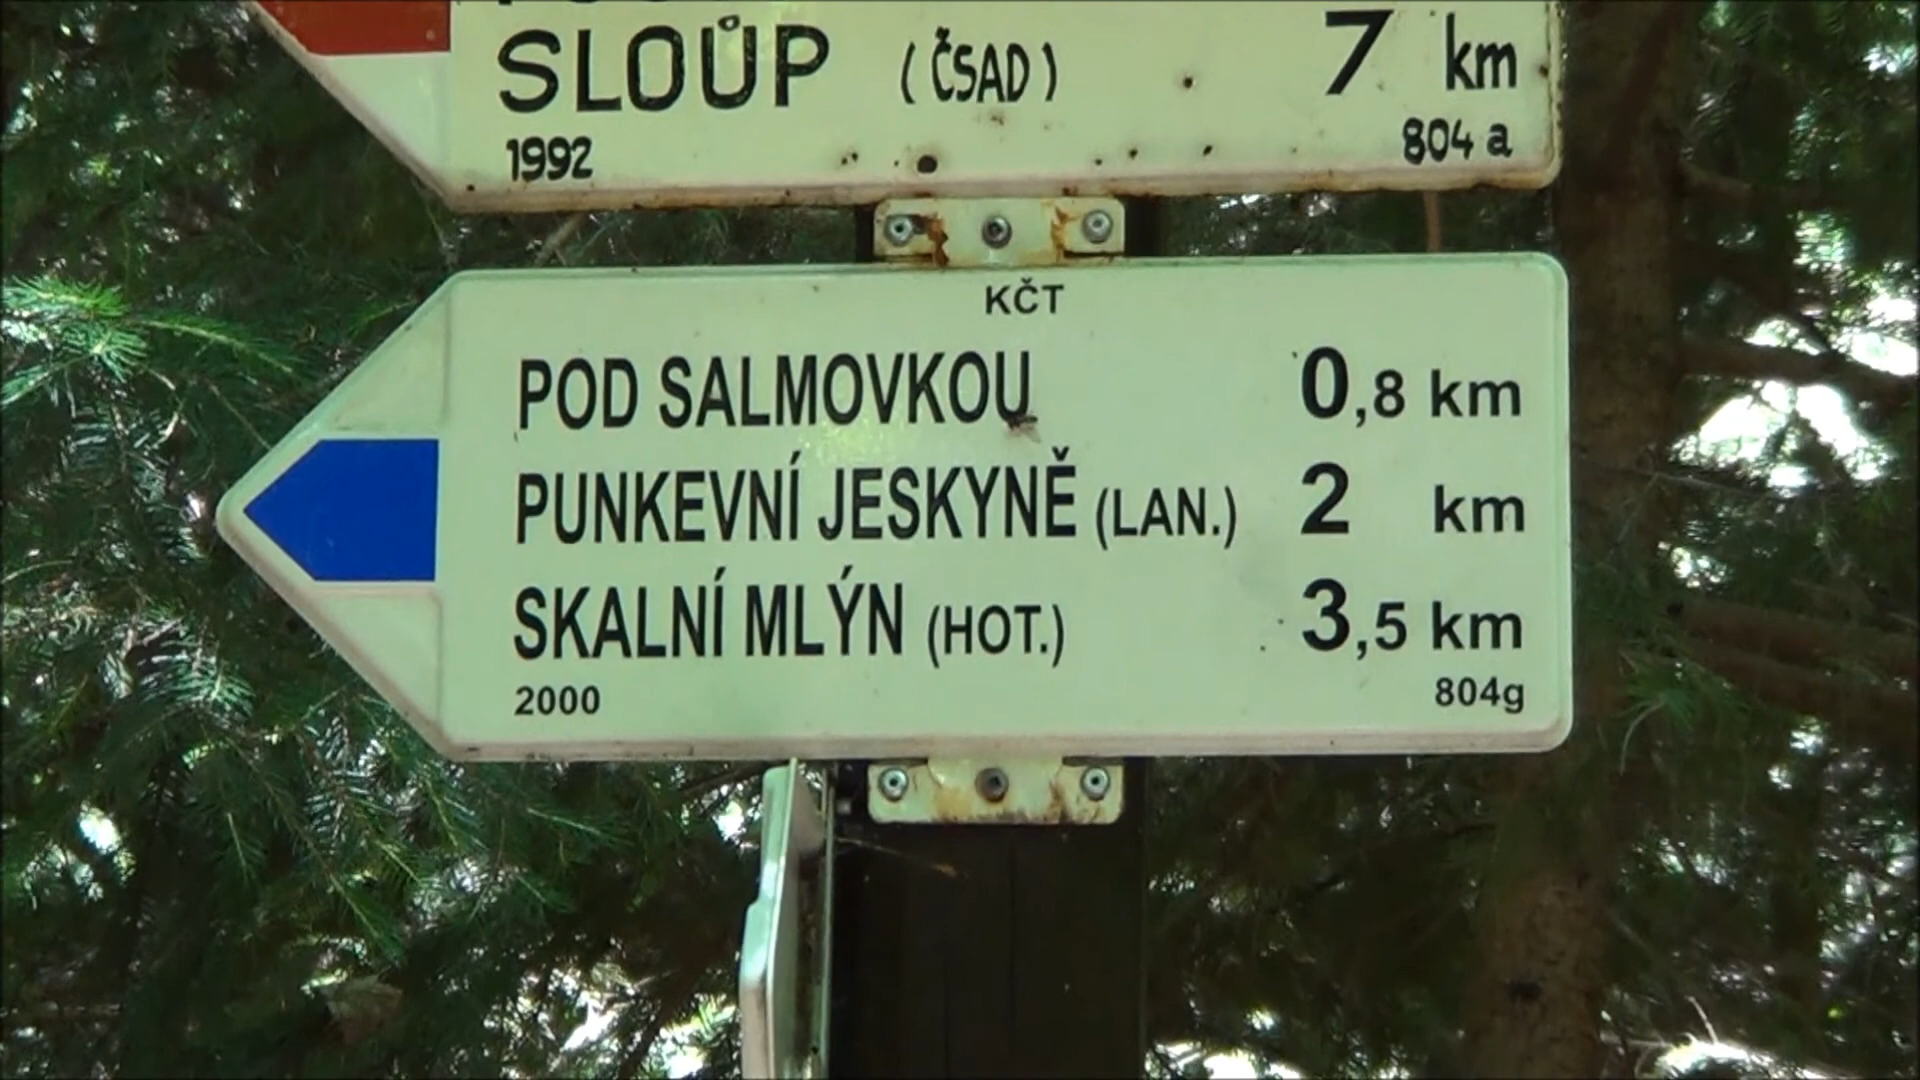 SLOŮP (ČSAD) 7 km
1992 804 a
KČT
POD SALMOVKOU 0,8 km
PUNKEVNÍ JESKYNĚ (LAN.) 2 km
SKALNÍ MLÝN (HOT.) 3,5 km
2000 804g